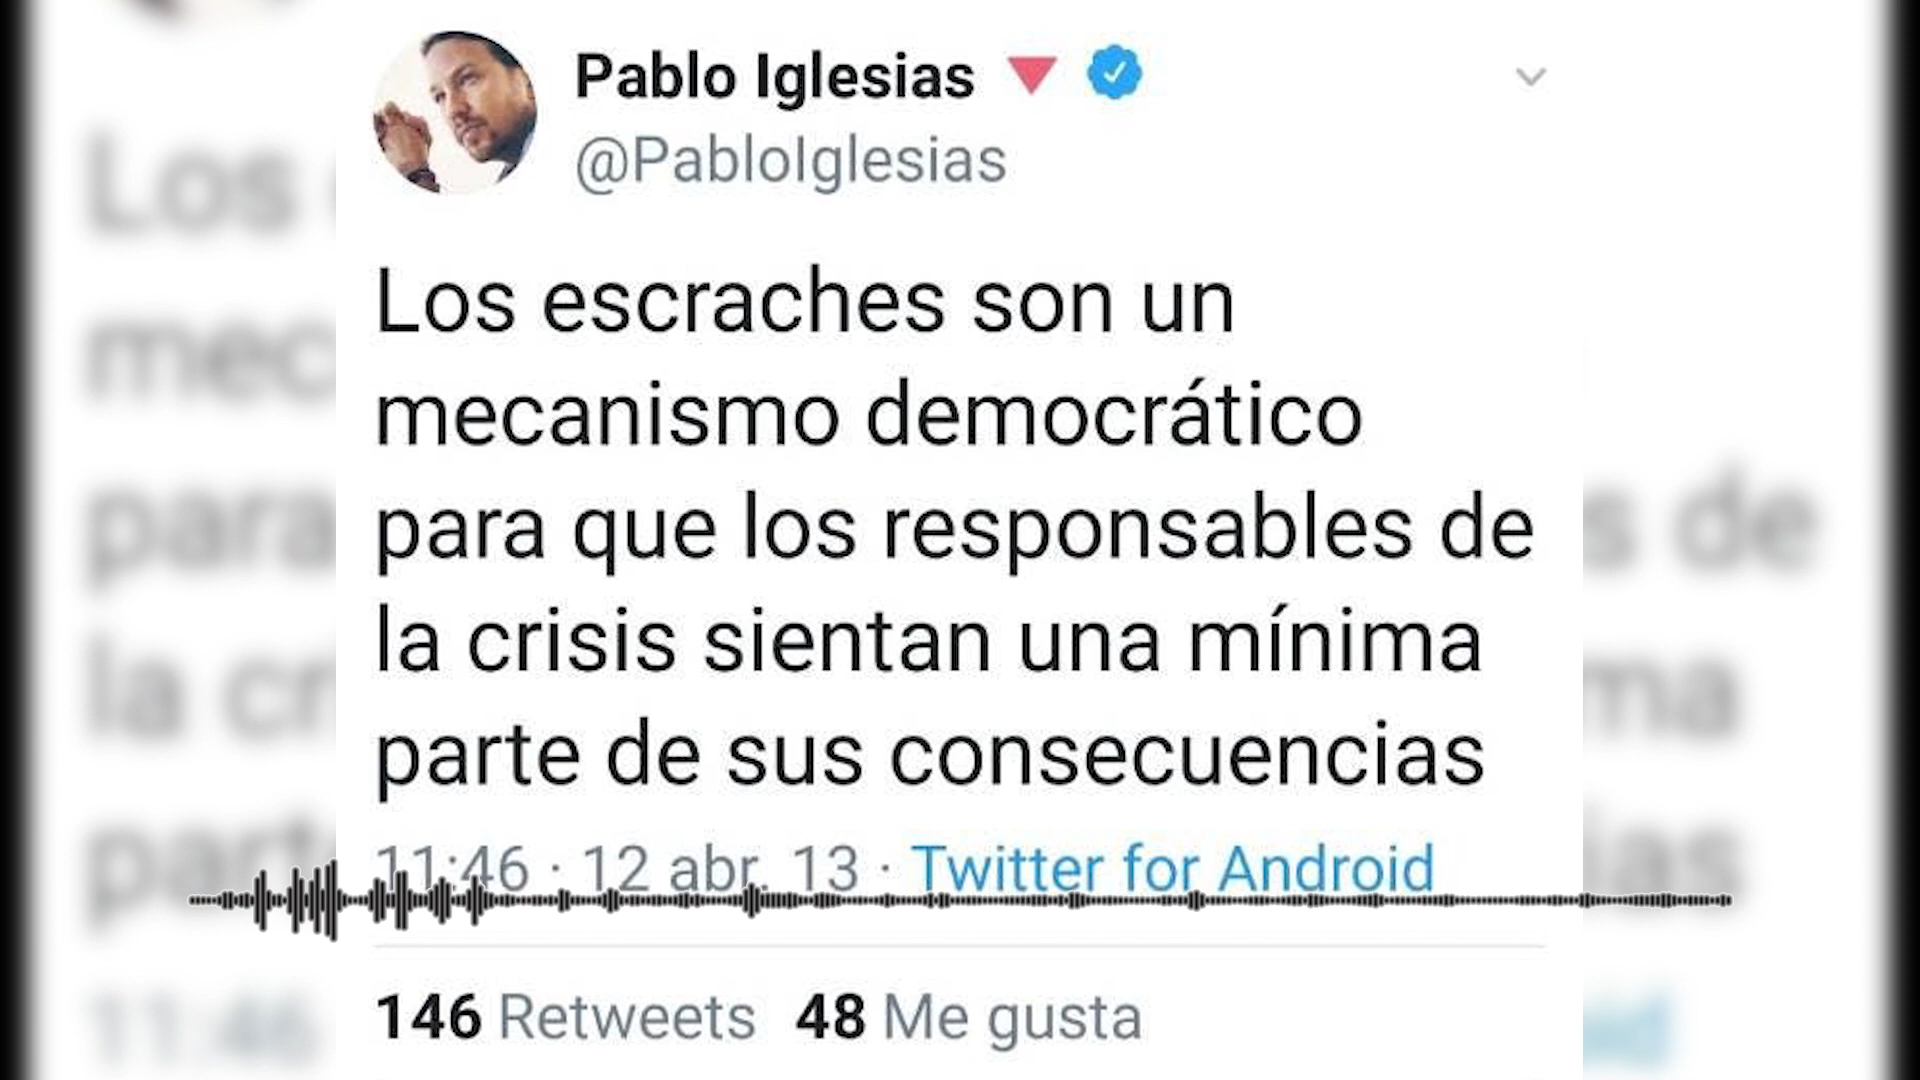 Pablo Iglesias
@PabloIglesias
Los escraches son un
mecanismo democrático
para que los responsables de
la crisis sientan una mínima
parte de sus consecuencias
11:46 · 12 abr. 13 · Twitter for Android
146 Retweets 48 Me gusta